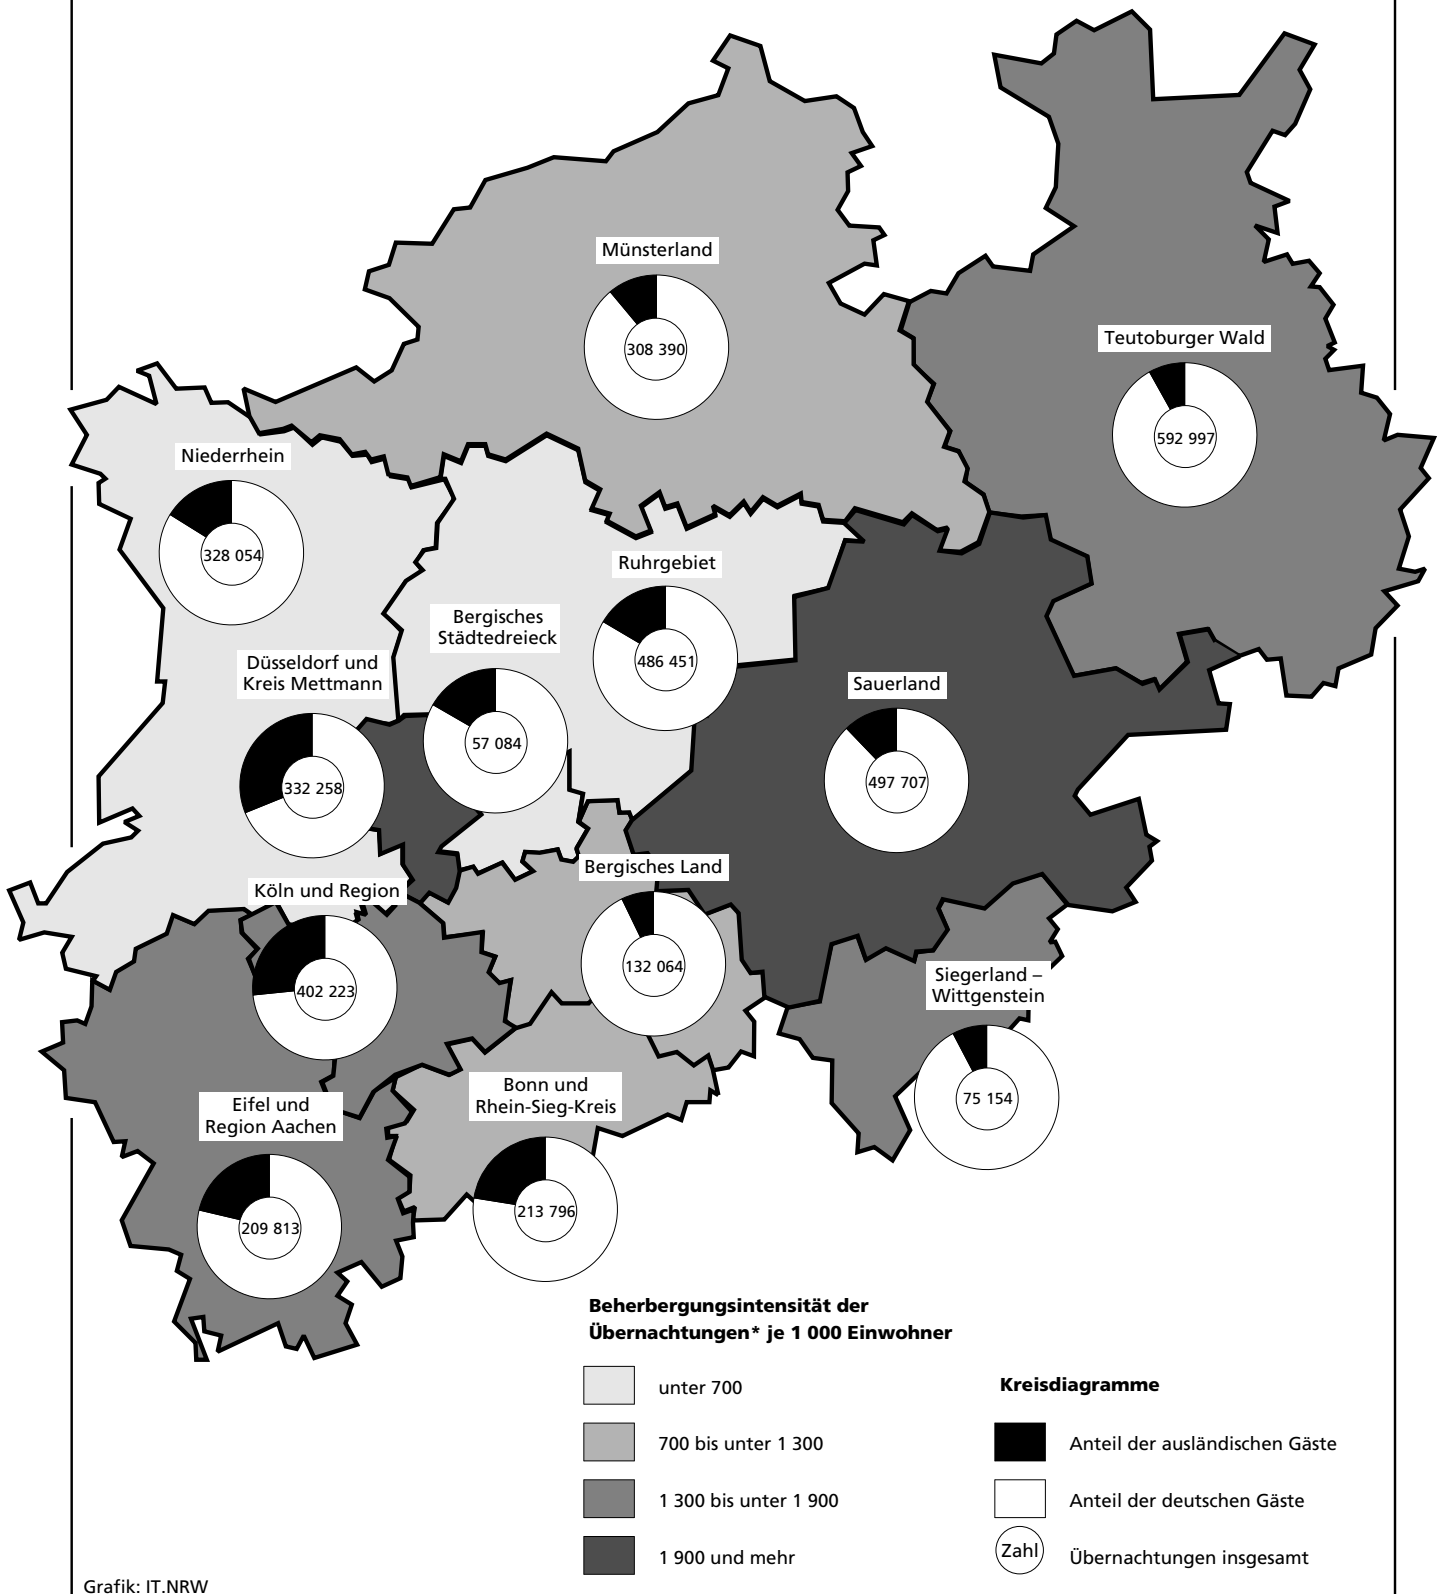 Münsterland
308 390
Teutoburger Wald
592 997
Niederrhein
328 054
Ruhrgebiet
486 451
Bergisches
Städtedreieck
57 084
Düsseldorf und
Kreis Mettmann
332 258
Sauerland
497 707
Bergisches Land
132 064
Köln und Region
402 223
Siegerland –
Wittgenstein
75 154
Bonn und
Rhein-Sieg-Kreis
213 796
Eifel und
Region Aachen
209 813
Beherbergungsintensität der
Übernachtungen* je 1 000 Einwohner
unter 700
700 bis unter 1 300
1 300 bis unter 1 900
1 900 und mehr
Kreisdiagramme
Anteil der ausländischen Gäste
Anteil der deutschen Gäste
Zahl
Übernachtungen insgesamt
Grafik: IT.NRW